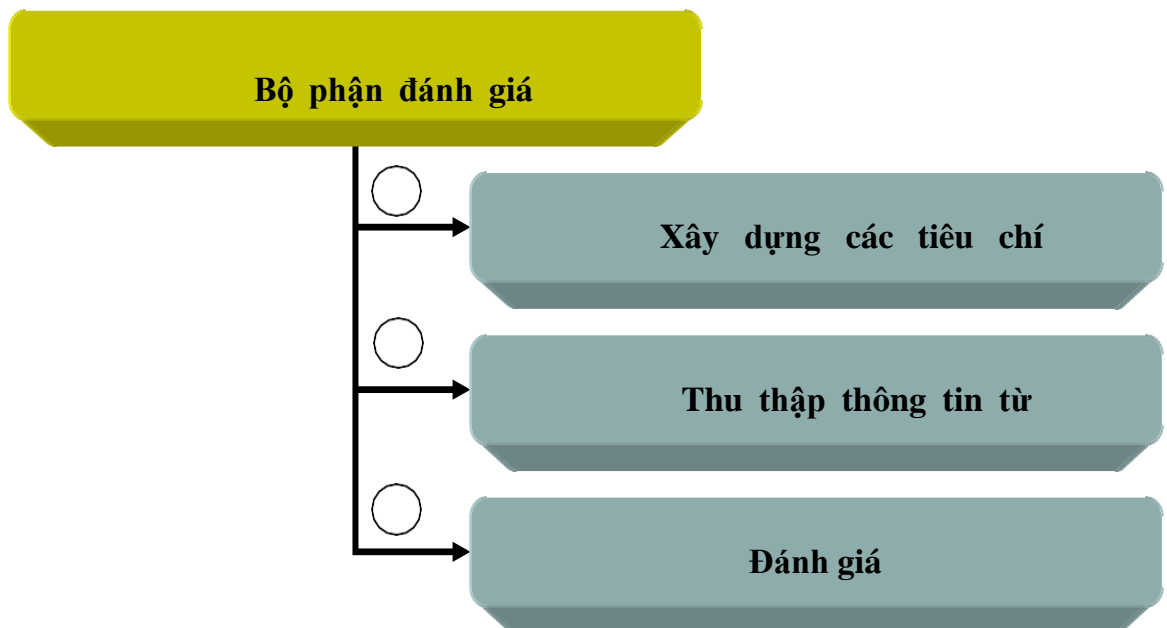 Bộ phận đánh giá
Xây dựng các tiêu chí
Thu thập thông tin từ
Đánh giá